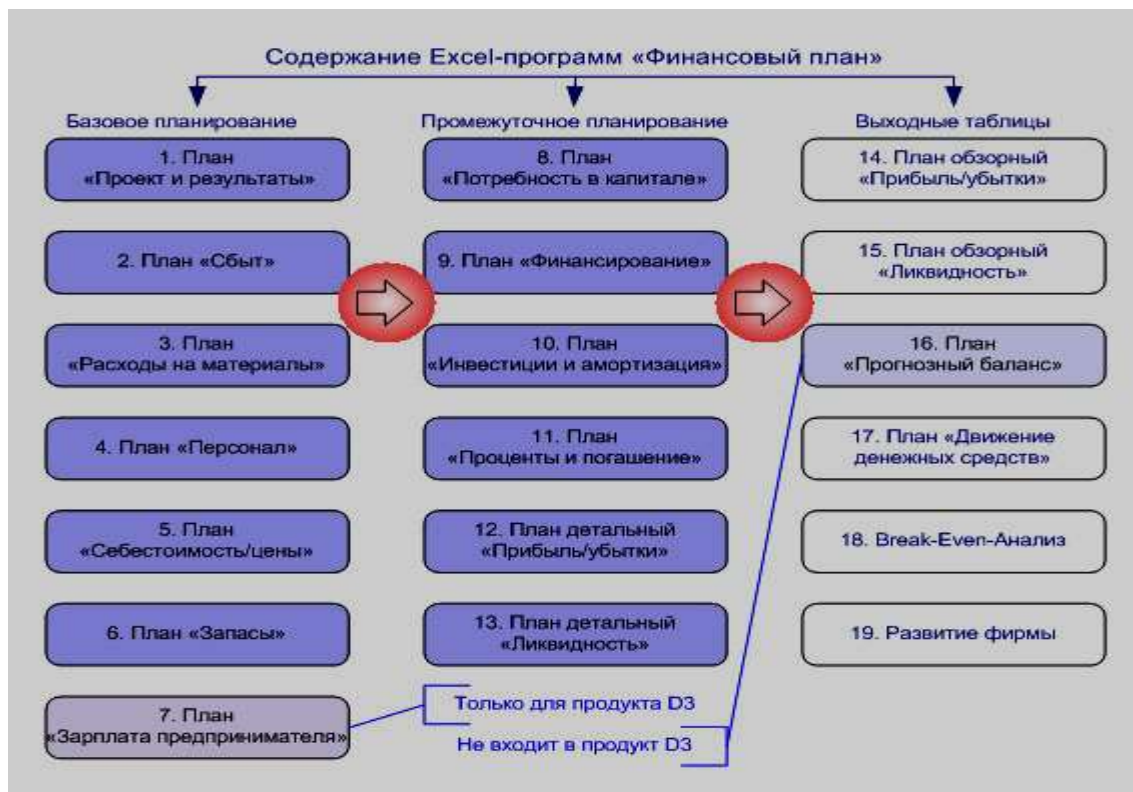 Содержание Excel-программ «Финансовый план»
Базовое планирование
1. План
«Проект и результаты»
2. План «Сбыт»
3. План
«Расходы на материалы»
4. План «Персонал»
5. План
«Себестоимость/цены»
6. План «Запасы»
7. План
«Зарплата предпринимателя»
Промежуточное планирование
8. План
«Потребность в капитале»
9. План «Финансирование»
10. План
«Инвестиции и амортизация»
11. План
«Проценты и погашение»
12. План детальный
«Прибыль/убытки»
13. План детальный
«Ликвидность»
Только для продукта D3
Не входит в продукт D3
Выходные таблицы
14. План обзорный
«Прибыль/убытки»
15. План обзорный
«Ликвидность»
16. План
«Прогнозный баланс»
17. План «Движение
денежных средств»
18. Break-Even-Анализ
19. Развитие фирмы